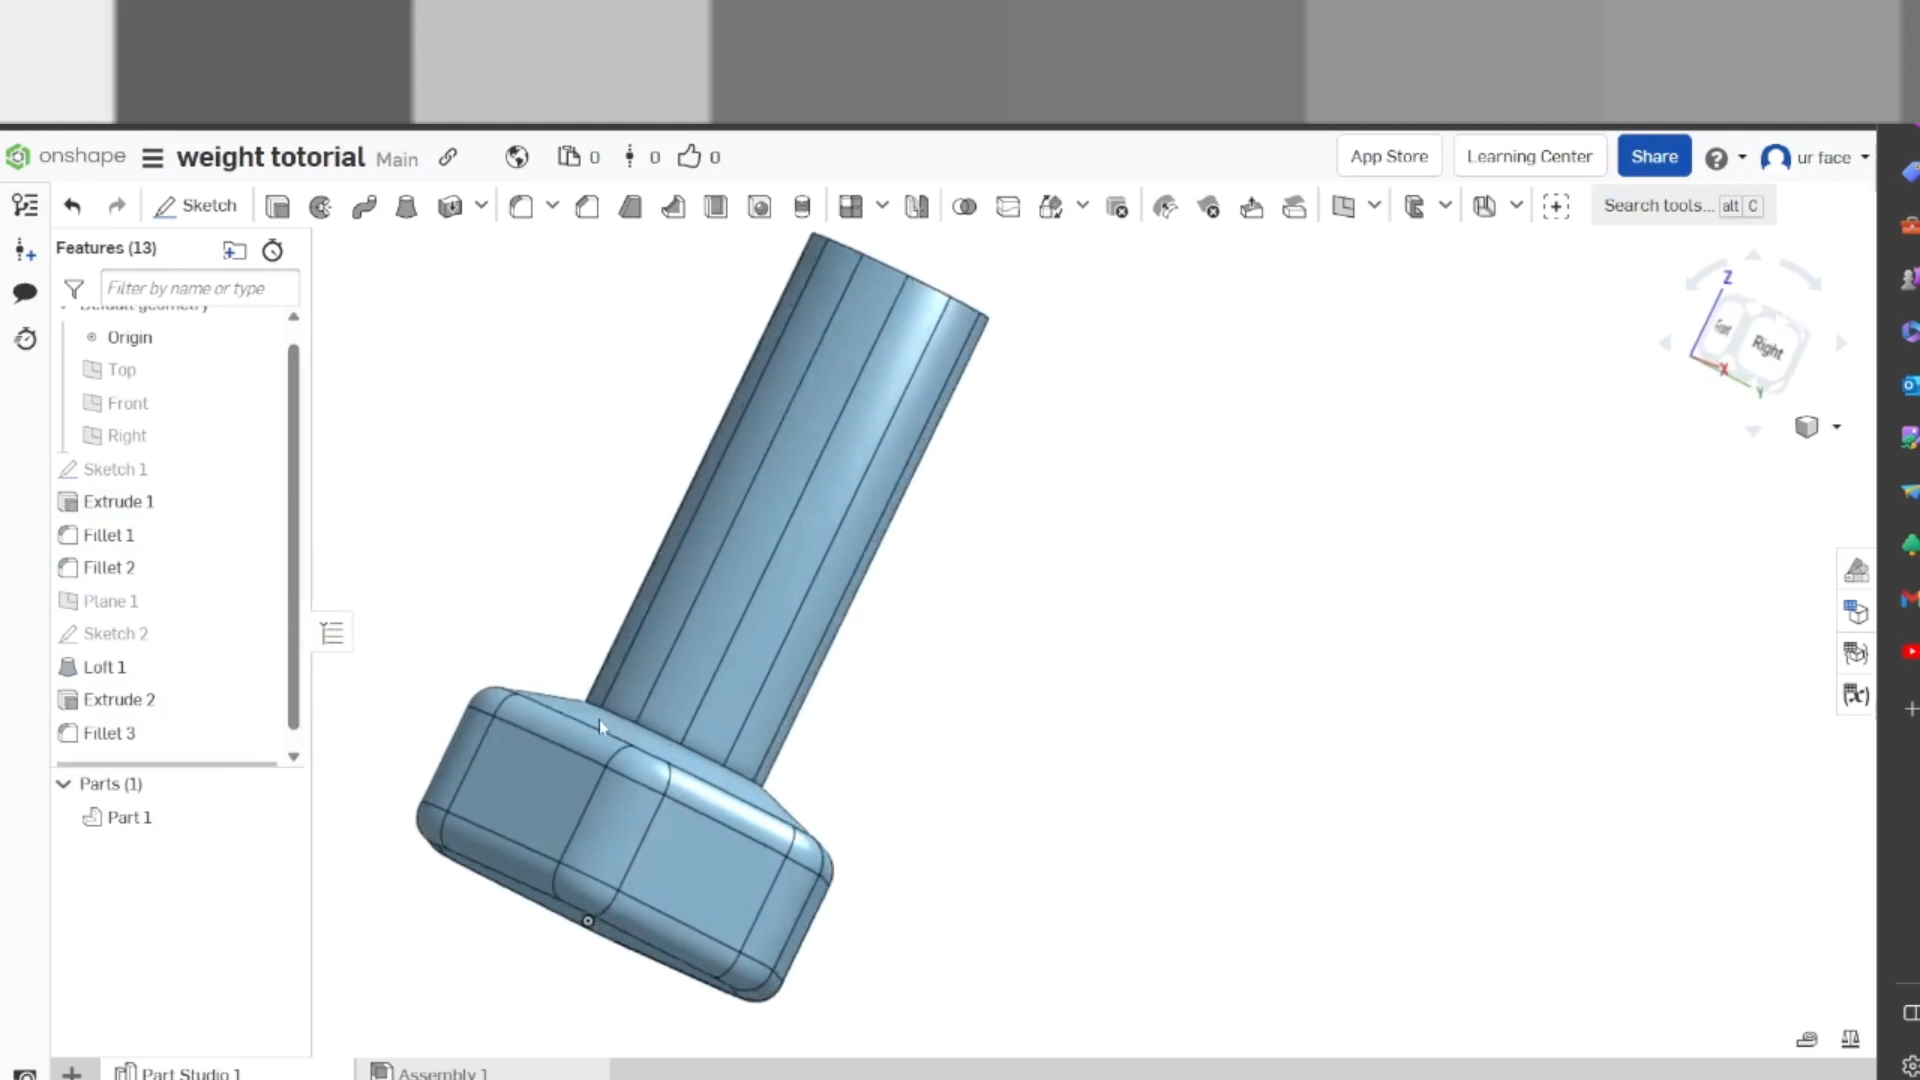 onshape weight totorial Main 0 0 0 App Store Learning Center Share ur face
Sketch Search tools... alt C
Features (13)
Filter by name or type
Default geometry
Origin
Top
Front
Right
Sketch 1
Extrude 1
Fillet 1
Fillet 2
Plane 1
Sketch 2
Loft 1
Extrude 2
Fillet 3
Parts (1)
Part 1
Z
Right
X
Y
Part Studio 1 Assembly 1